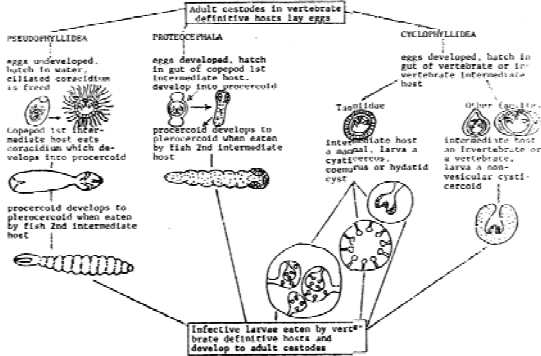 Adult cestodes in vertebrate
definitive hosts lay eggs
PSEUDOPHYLLIDEA
eggs undeveloped,
hatch in water,
ciliated coracidium
is freed
Copepod 1st inter-
mediate host eats
coracidium which de-
velops into procercoid
procercoid develops to
plerocercoid when eaten
by fish 2nd intermediate
host
PROTEOCEPHALA
eggs developed, hatch
in gut of copepod 1st
intermediate host,
develop into procercoid
procercoid develops to
plerocercoid when eaten
by fish 2nd intermediate
host
CYCLOPHYLLIDEA
eggs developed, hatch in
gut of vertebrate or in-
vertebrate intermediate
host
Taeniidae
host
a larva a
cysti
or hydatid
cyst
Other
intermediate host
an invertebrate or
a vertebrate,
larva a non-
vesicular cysti-
cercoid
Infective larvae eaten by verte-
brate definitive hosts and
develop to adult cestodes